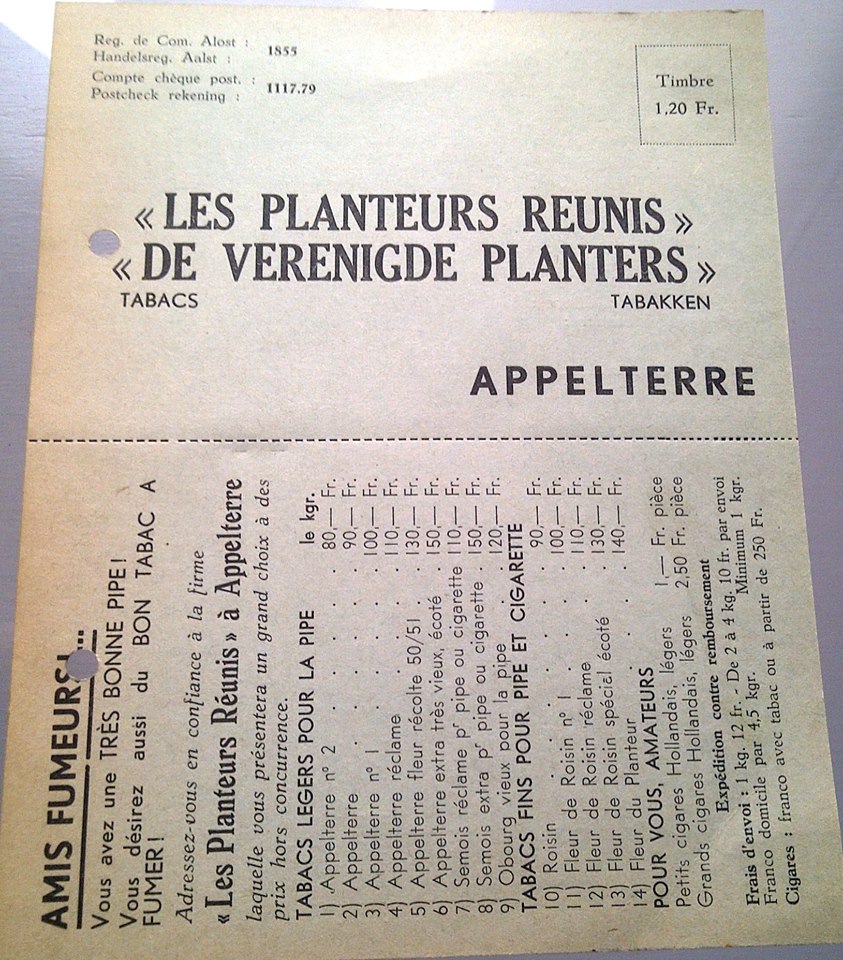 Reg. de Com. Alost :
Handelsreg. Aalst :
1855
Compte chèque post. :
Postcheck rekening :
1117.79
Timbre
1,20 Fr.
« LES PLANTEURS REUNIS »
« DE VERENIGDE PLANTERS »
TABACS TABAKKEN
APPELTERRE
AMIS FUMEURS!...
Vous avez une TRÈS BONNE PIPE!
Vous désirez aussi du BON TABAC A
FUMER!
Adressez-vous en confiance à la firme
« Les Planteurs Réunis » à Appelterre
laquelle vous présentera un grand choix à des
prix hors concurrence.
TABACS LEGERS POUR LA PIPE le kgr.
1) Appelterre nº 2 . . . . . 80,— Fr.
2) Appelterre . . . . . 90,— Fr.
3) Appelterre nº 1 . . . . . 100,— Fr.
4) Appelterre réclame . . . . 110,— Fr.
5) Appelterre fleur récolte 50/51 . . 130,— Fr.
6) Appelterre extra très vieux, écoté . 150,— Fr.
7) Semois réclame pr pipe ou cigarette 110,— Fr.
8) Semois extra pr pipe ou cigarette . 150,— Fr.
9) Obourg vieux pour la pipe . . . 120,— Fr.
TABACS FINS POUR PIPE ET CIGARETTE
10) Roisin . . . . . 90,— Fr.
11) Fleur de Roisin nº 1 . . . . 100,— Fr.
12) Fleur de Roisin réclame . . . 110,— Fr.
13) Fleur de Roisin spécial écoté . . 130,— Fr.
14) Fleur du Planteur . . . . 140,— Fr.
POUR VOUS, AMATEURS
Petits cigares Hollandais, légers 1,— Fr. pièce
Grands cigares Hollandais, légers 2,50 Fr. pièce
Expédition contre remboursement
Frais d'envoi : 1 kg. 12 fr. - De 2 à 4 kg. 10 fr. par envoi
Franco domicile par 4,5 kgr. Minimum 1 kgr.
Cigares : franco avec tabac ou à partir de 250 Fr.